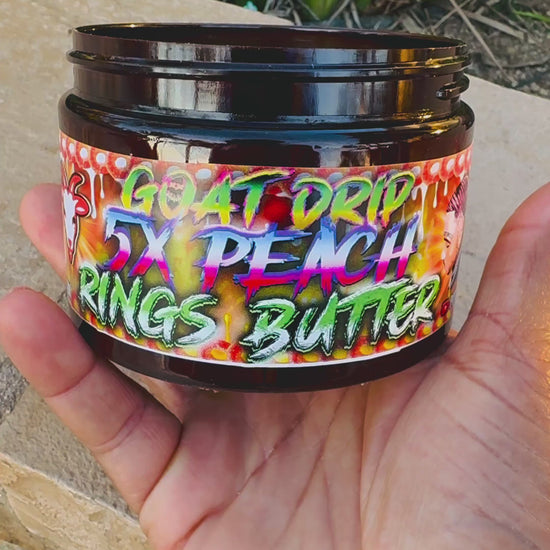 GOAT DRIP
5X PEACH
RINGS BUTTER